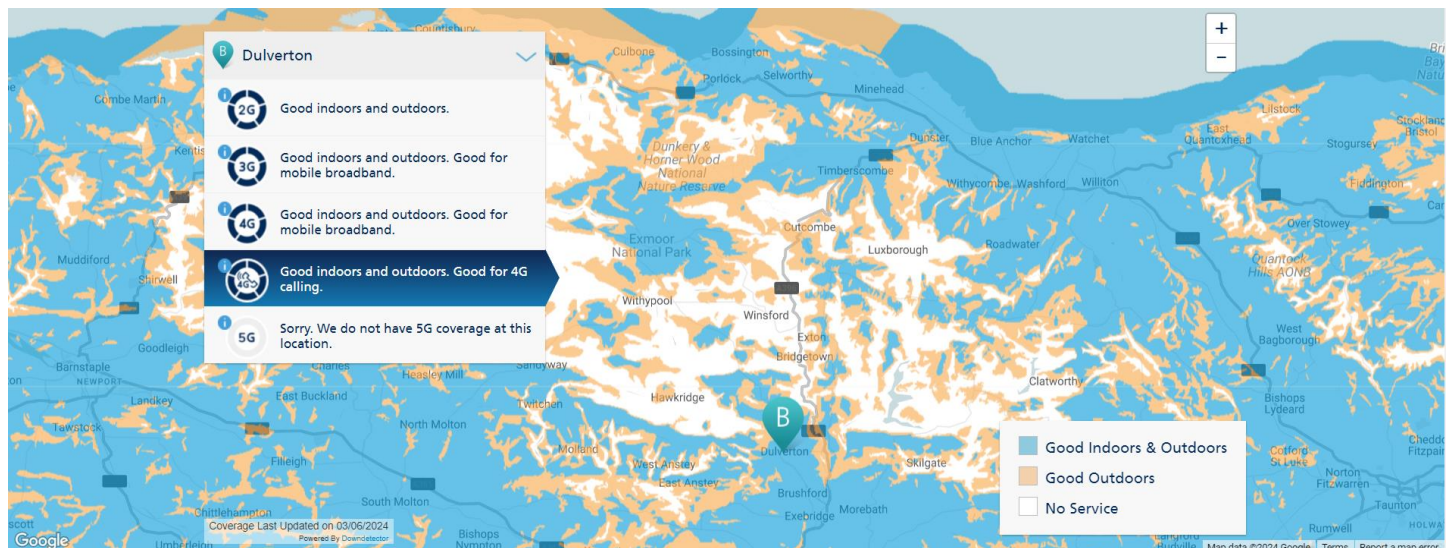 B Dulverton
i 2G Good indoors and outdoors.
i 3G Good indoors and outdoors. Good for
mobile broadband.
i 4G Good indoors and outdoors. Good for
mobile broadband.
i 4G Good indoors and outdoors. Good for 4G
calling.
i 5G Sorry. We do not have 5G coverage at this
location.
Countisbury
Culbone
Bossington
Porlock
Selworthy
Minehead
+
−
Lilstock
Combe Martin
Dunkery &
Horner Wood
National
Nature Reserve
Dunster
Blue Anchor
Watchet
East
Quantoxhead
Stogursey
Kentis
Timberscombe
Withycombe
Washford
Williton
Fiddington
Over Stowey
Cutcombe
Exmoor
National Park
Luxborough
Roadwater
Muddiford
Shirwell
Quantock
Hills AONB
Withypool
Winsford
Exton
Bridgetown
West
Bagborough
Goodleigh
Barnstaple
NEWPORT
Charles
Heasley Mill
Sandyway
Clatworthy
Landkey
East Buckland
Twitchen
Hawkridge
Bishops
Lydeard
B
Tawstock
North Molton
Molland
Dulverton
West Anstey
Skilgate
Filleigh
East Anstey
Cotford
St Luke
Norton
Fitzwarren
South Molton
Brushford
Exebridge
Morebath
Taunton
Chittlehampton
Bishops
Nympton
Rumwell
Good Indoors & Outdoors
Good Outdoors
No Service
Coverage Last Updated on 03/06/2024
Powered By Downdetector
Google
Map data ©2024 Google
Terms
Report a map error